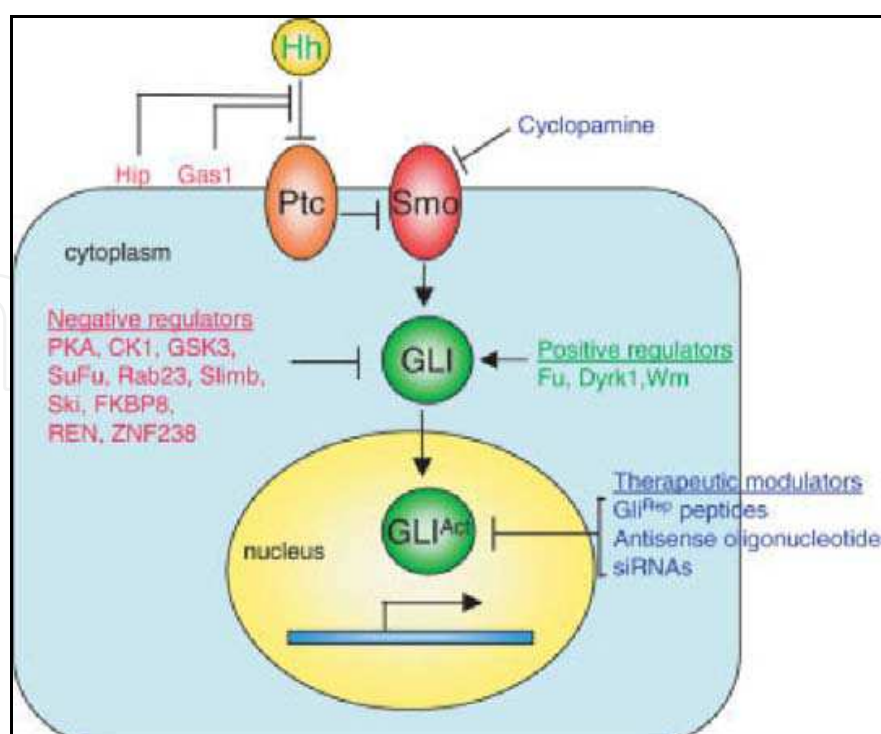 Hh
Cyclopamine
Hip
Gas1
Ptc
Smo
cytoplasm
Negative regulators
PKA, CK1, GSK3,
SuFu, Rab23, Slimb,
Ski, FKBP8,
REN, ZNF238
GLI
Positive regulators
Fu, Dyrk1,Wm
Therapeutic modulators
GliRep peptides
Antisense oligonucleotide
siRNAs
GLIAct
nucleus